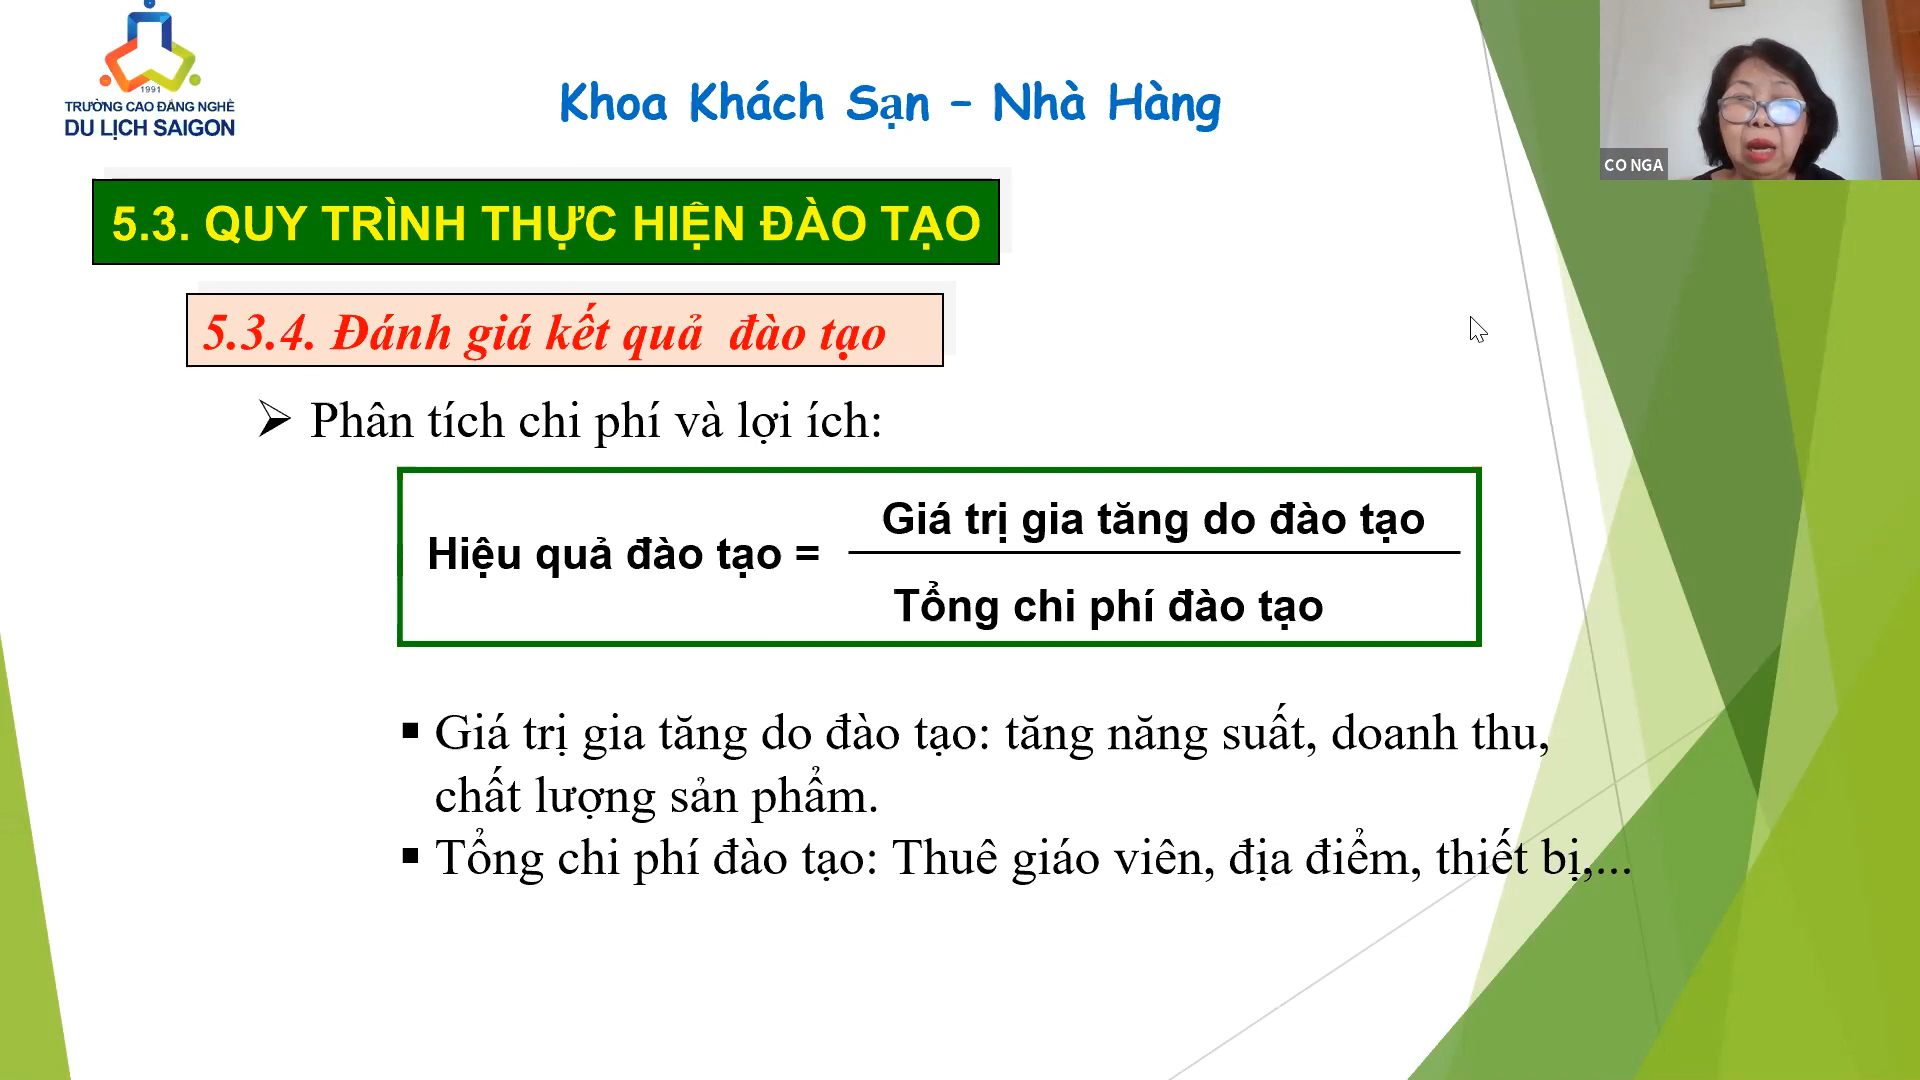 1991
TRƯỜNG CAO ĐẲNG NGHỀ
DU LỊCH SAIGON
Khoa Khách Sạn – Nhà Hàng
CO NGA
5.3. QUY TRÌNH THỰC HIỆN ĐÀO TẠO
5.3.4. Đánh giá kết quả đào tạo
➢ Phân tích chi phí và lợi ích:
Giá trị gia tăng do đào tạo
Hiệu quả đào tạo =
Tổng chi phí đào tạo
▪ Giá trị gia tăng do đào tạo: tăng năng suất, doanh thu,
chất lượng sản phẩm.
▪ Tổng chi phí đào tạo: Thuê giáo viên, địa điểm, thiết bị,...